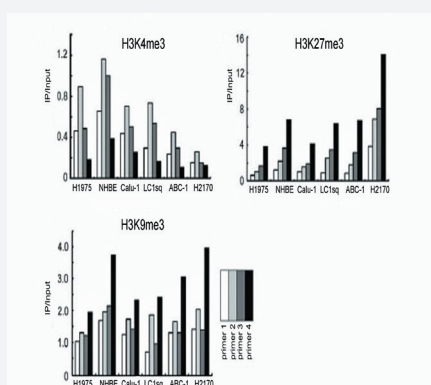 H3K4me3
IP/Input
1.2
0.8
0.4
0
H1975 NHBE Calu-1 LC1sq ABC-1 H2170
H3K27me3
IP/Input
16
12
8
4
0
H1975 NHBE Calu-1 LC1sq ABC-1 H2170
H3K9me3
IP/Input
4.0
3.0
2.0
1.0
0
H1975 NHBE Calu-1 LC1sq ABC-1 H2170
primer 1
primer 2
primer 3
primer 4